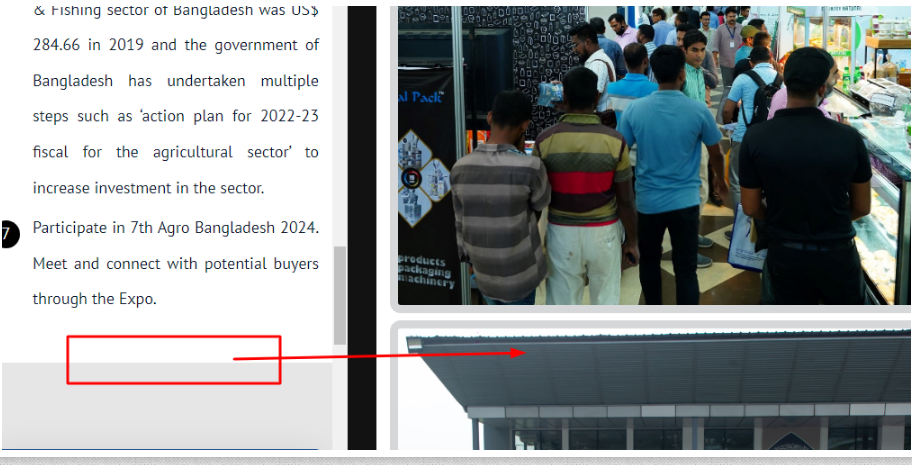 & Fishing sector of Bangladesh was US$
284.66 in 2019 and the government of
Bangladesh has undertaken multiple
steps such as ‘action plan for 2022-23
fiscal for the agricultural sector’ to
increase investment in the sector.
7 Participate in 7th Agro Bangladesh 2024.
Meet and connect with potential buyers
through the Expo.
al Pack
products
packaging
machinery